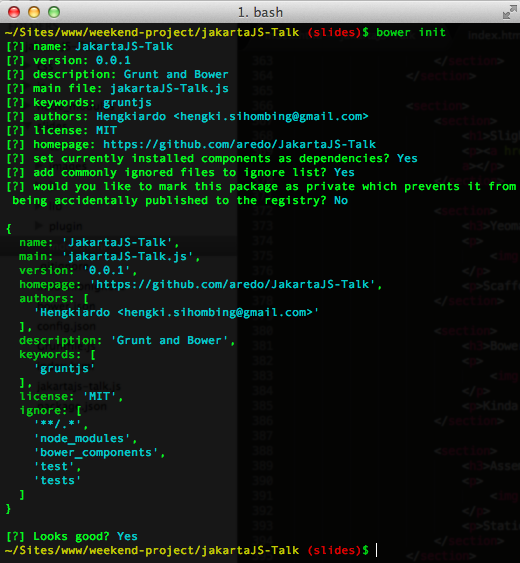 1. bash
~/Sites/www/weekend-project/jakartaJS-Talk (slides)$ bower init
[?] name: JakartaJS-Talk
[?] version: 0.0.1
[?] description: Grunt and Bower
[?] main file: jakartaJS-Talk.js
[?] keywords: gruntjs
[?] authors: Hengkiardo <hengki.sihombing@gmail.com>
[?] license: MIT
[?] homepage: https://github.com/aredo/JakartaJS-Talk
[?] set currently installed components as dependencies? Yes
[?] add commonly ignored files to ignore list? Yes
[?] would you like to mark this package as private which prevents it from
being accidentally published to the registry? No
{
name: 'JakartaJS-Talk',
main: 'jakartaJS-Talk.js',
version: '0.0.1',
homepage: 'https://github.com/aredo/JakartaJS-Talk',
authors: [
'Hengkiardo <hengki.sihombing@gmail.com>'
],
description: 'Grunt and Bower',
keywords: [
'gruntjs'
],
license: 'MIT',
ignore: [
'**/.*',
'node_modules',
'bower_components',
'test',
'tests'
]
}
[?] Looks good? Yes
~/Sites/www/weekend-project/jakartaJS-Talk (slides)$